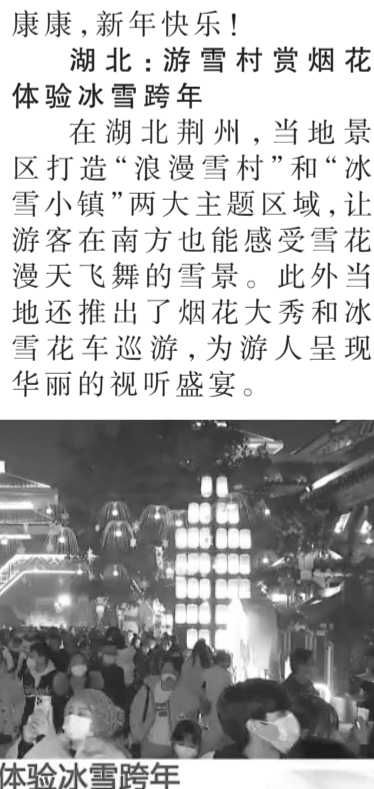 康康，新年快乐！
湖北：游雪村赏烟花
体验冰雪跨年
在湖北荆州，当地景
区打造“浪漫雪村”和“冰
雪小镇”两大主题区域，让
游客在南方也能感受雪花
漫天飞舞的雪景。此外当
地还推出了烟花大秀和冰
雪花车巡游，为游人呈现
华丽的视听盛宴。
体验冰雪跨年